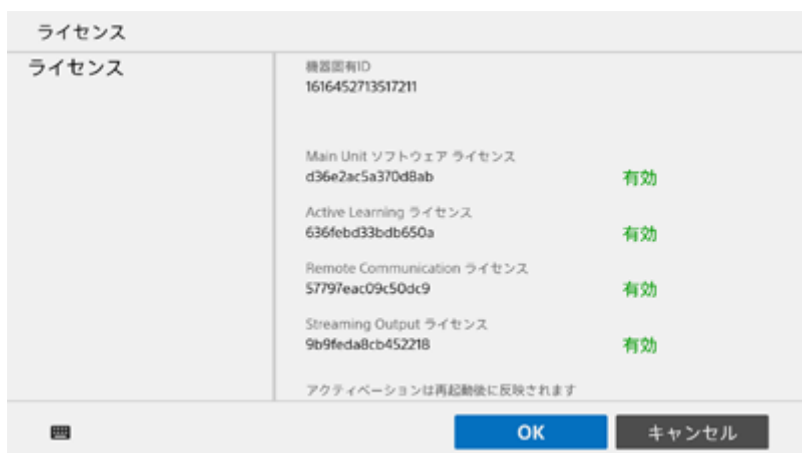 ライセンス
ライセンス
機器固有ID
1616452713517211
Main Unit ソフトウェア ライセンス
d36e2ac5a370d8ab 有効
Active Learning ライセンス
636febd33bdb650a 有効
Remote Communication ライセンス
57797eac09c50dc9 有効
Streaming Output ライセンス
9b9feda8cb452218 有効
アクティベーションは再起動後に反映されます
OK キャンセル